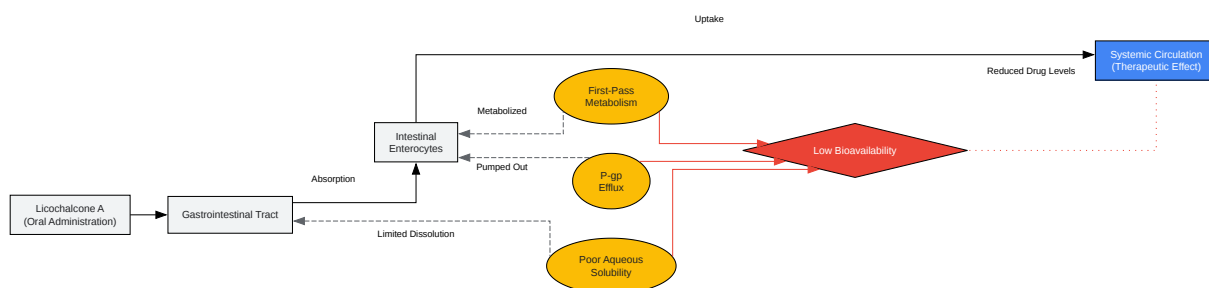 Uptake
Systemic Circulation
(Therapeutic Effect)
Reduced Drug Levels
First-Pass
Metabolism
Metabolized
Intestinal
Enterocytes
Low Bioavailability
Pumped Out
P-gp
Efflux
Absorption
Licochalcone A
(Oral Administration)
Gastrointestinal Tract
Limited Dissolution
Poor Aqueous
Solubility